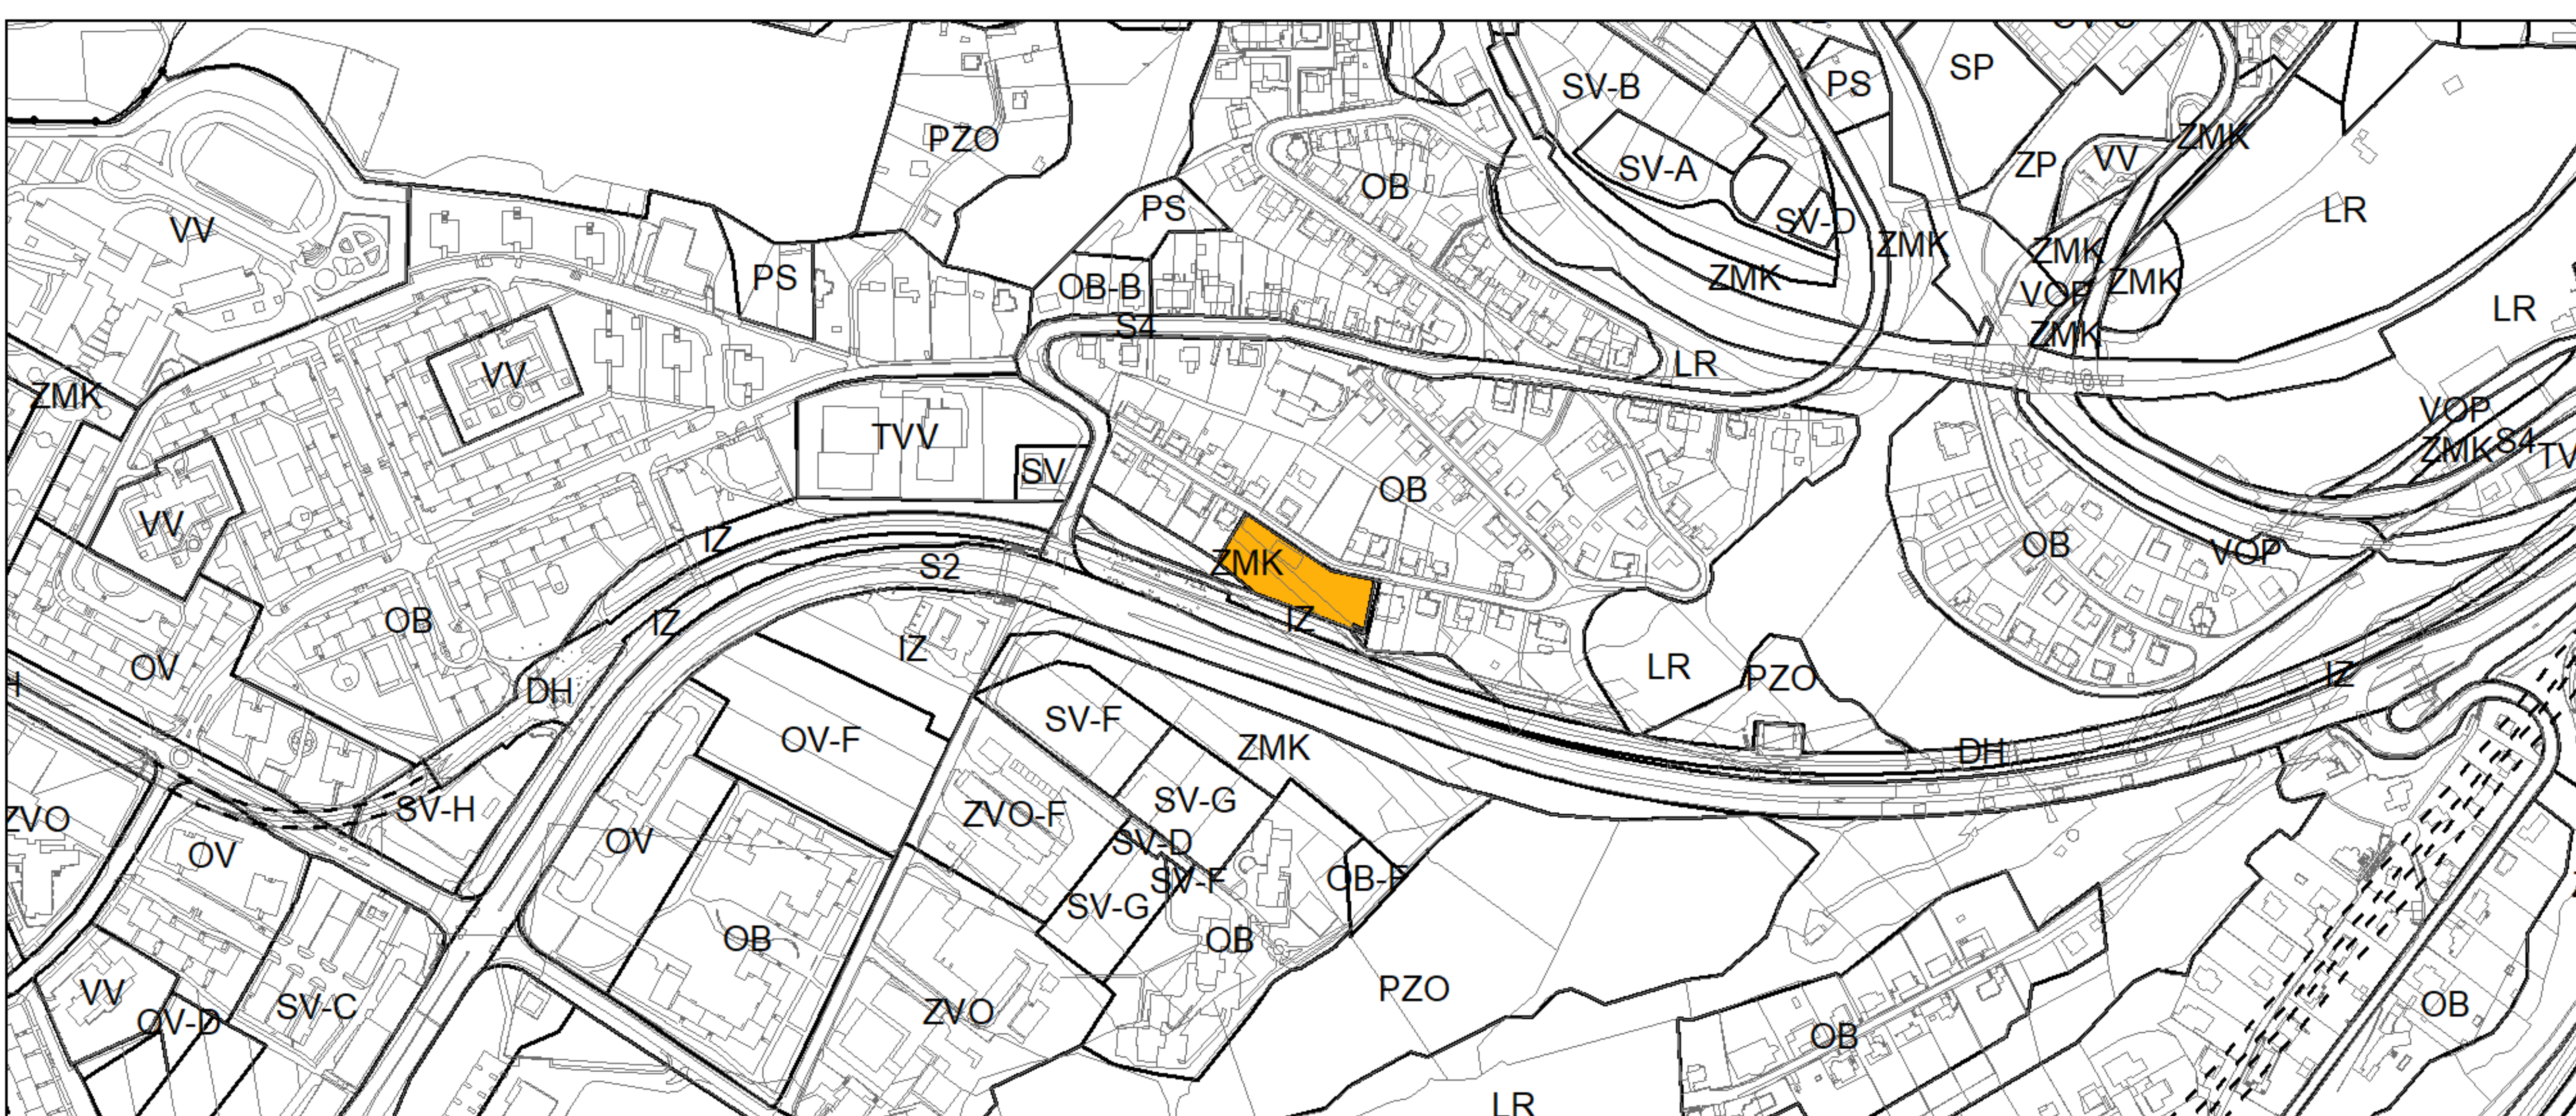 SV-B
PS
SP
PZO
ZMK
VV
ZP
SV-A
OB
PS
LR
VV
SV-D
ZMK
ZMK
PS
ZMK
ZMK
OB-B
VOP
LR
S4
ZMK
LR
VV
ZMK
VOP
TVV
S4
ZMK
TV
SV
OB
VV
IZ
OB
VOP
ZMK
S2
OB
IZ
IZ
IZ
LR
OV
PZO
IZ
DH
SV-F
OV-F
ZMK
DH
SV-G
SV-H
ZVO-F
ZVO
OV
SV-D
OV
SV-F
OB-F
SV-G
OB
OB
PZO
VV
SV-C
OB
ZVO
OV-D
OB
LR